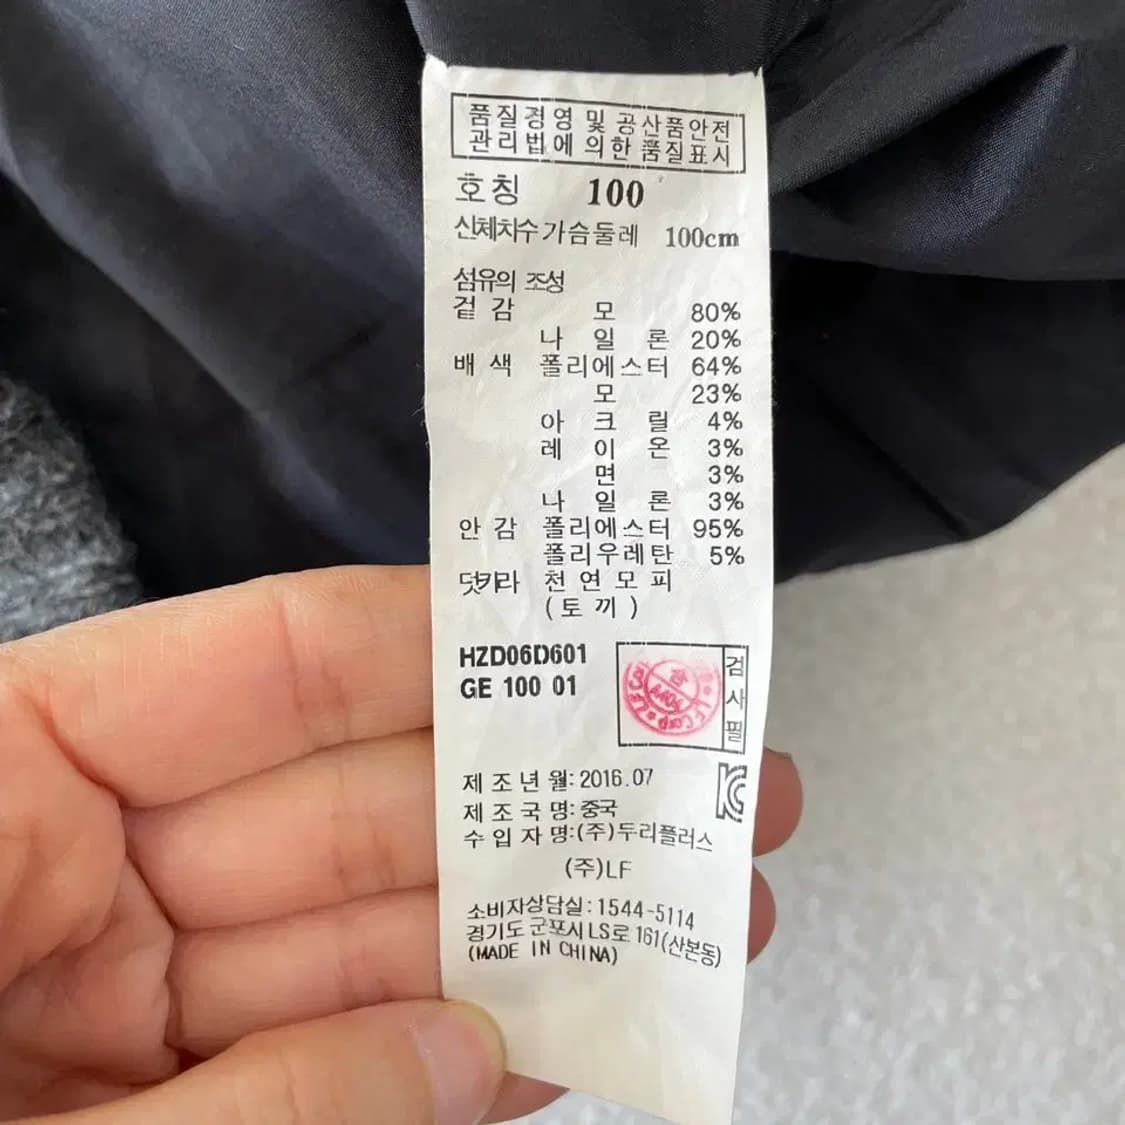 품질경영 및 공산품안전
관리법에 의한 품질표시
호칭 100
신체치수 가슴둘레 100cm
섬유의 조성
겉감 모 80%
나일론 20%
배색 폴리에스터 64%
모 23%
아크릴 4%
레이온 3%
면 3%
나일론 3%
안감 폴리에스터 95%
폴리우레탄 5%
덧카라 천연모피
(토끼)
HZD06D601
GE 100 01
검사필
LF Corp
제조년월: 2016.07
제조국명: 중국
수입자명: (주)두리플러스
(주)LF
소비자상담실: 1544-5114
경기도 군포시 LS로 161(산본동)
(MADE IN CHINA)